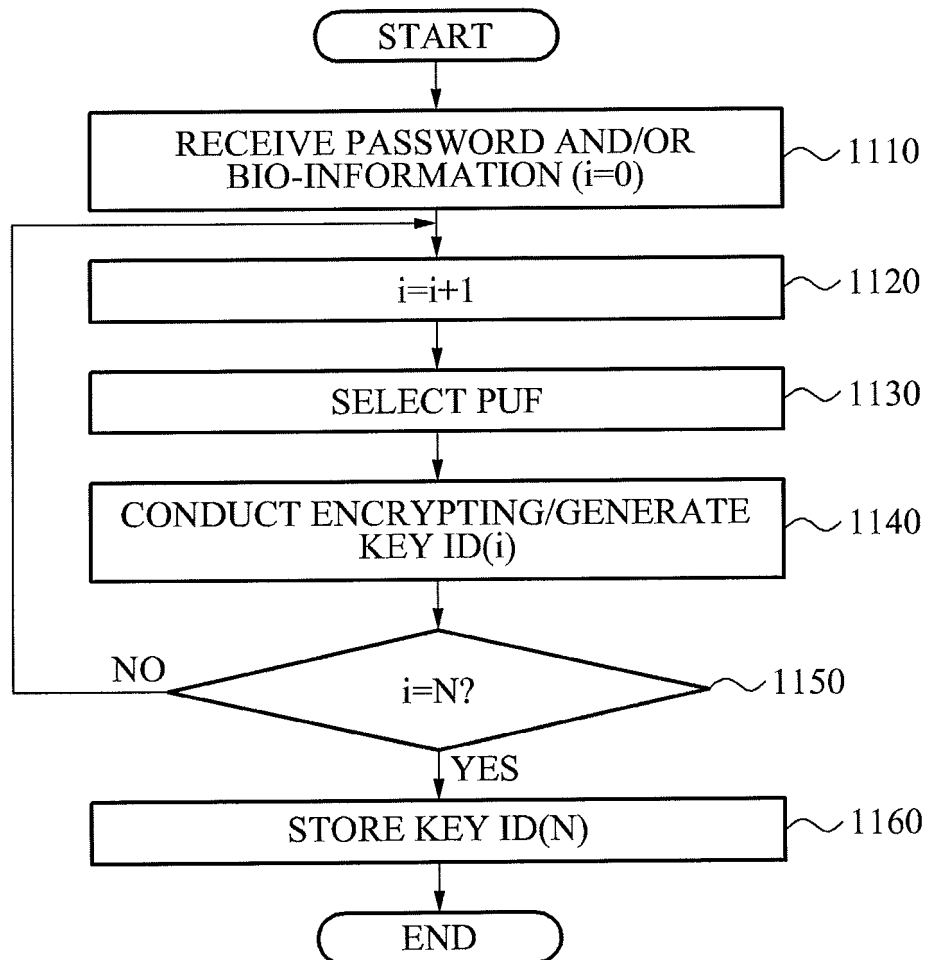 START
RECEIVE PASSWORD AND/OR
BIO-INFORMATION (i=0)
1110
i=i+1
1120
SELECT PUF
1130
CONDUCT ENCRYPTING/GENERATE
KEY ID(i)
1140
NO
i=N?
1150
YES
STORE KEY ID(N)
1160
END